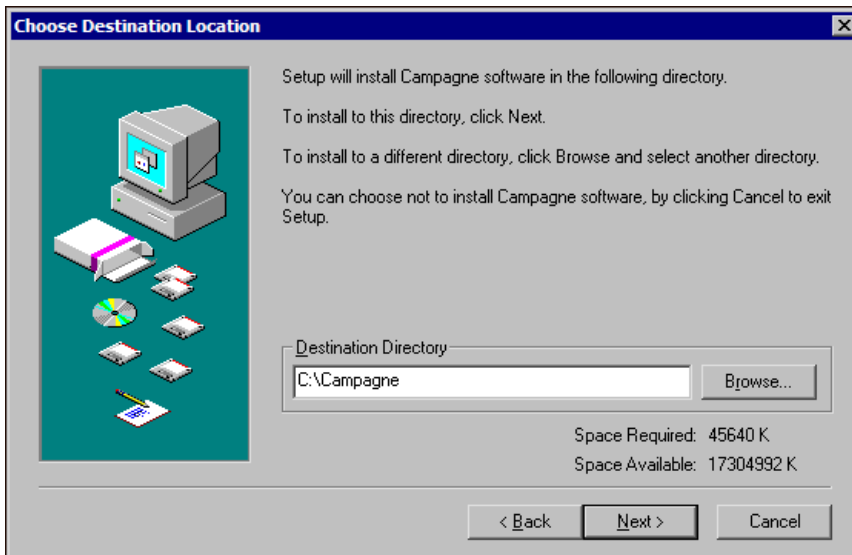 Choose Destination Location
Setup will install Campagne software in the following directory.
To install to this directory, click Next.
To install to a different directory, click Browse and select another directory.
You can choose not to install Campagne software, by clicking Cancel to exit
Setup.
Destination Directory
C:\Campagne
Browse...
Space Required: 45640 K
Space Available: 17304992 K
< Back
Next >
Cancel